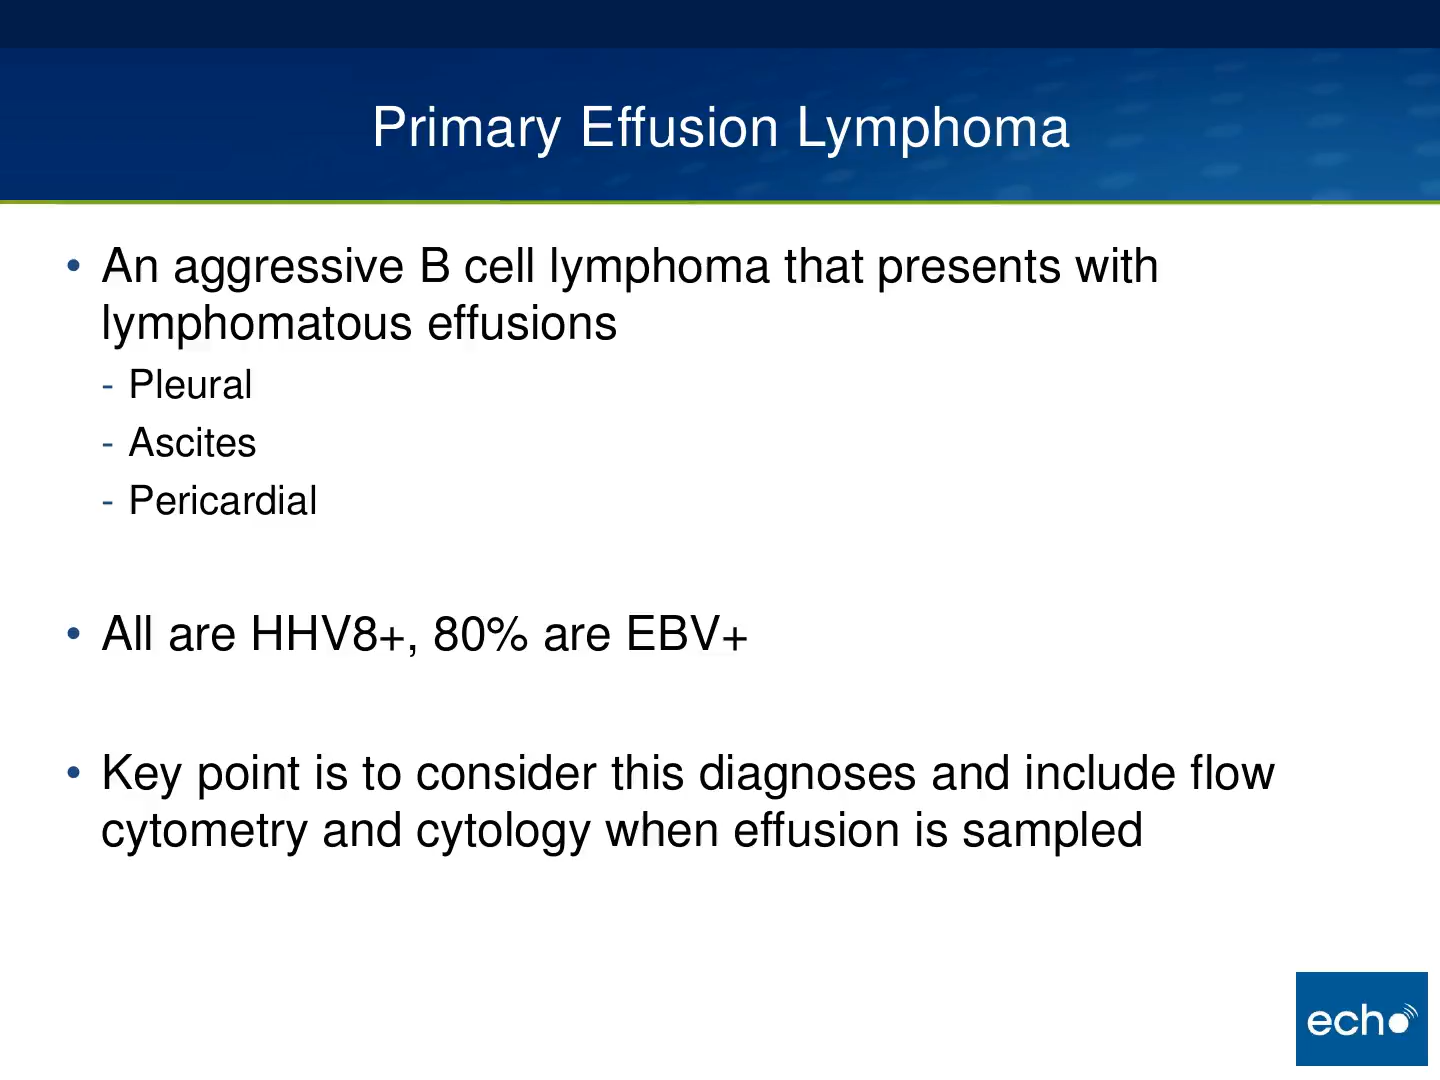 Primary Effusion Lymphoma
• An aggressive B cell lymphoma that presents with
lymphomatous effusions
- Pleural
- Ascites
- Pericardial
• All are HHV8+, 80% are EBV+
• Key point is to consider this diagnoses and include flow
cytometry and cytology when effusion is sampled
echo